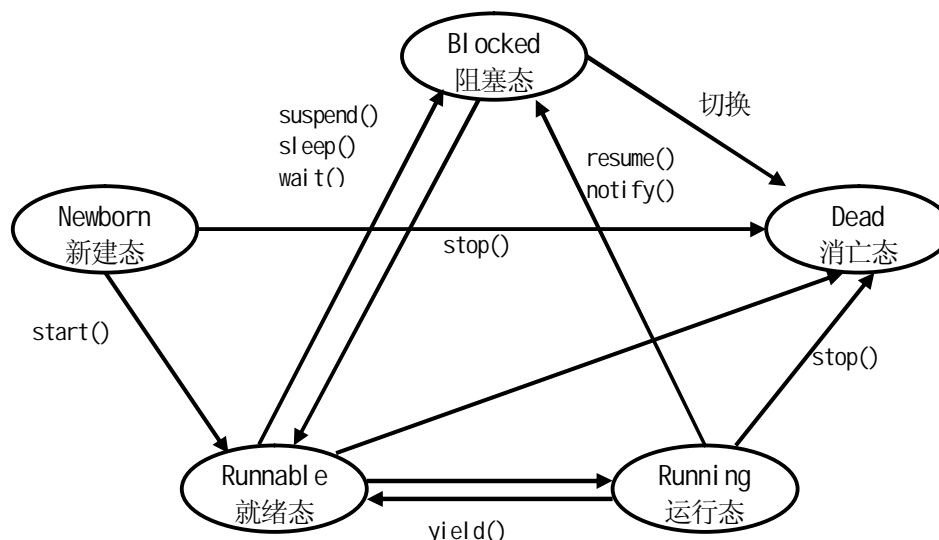 Blocked
阻塞态
切换
suspend()
sleep()
wait()
resume()
notify()
Newborn
新建态
stop()
Dead
消亡态
start()
stop()
Runnable
就绪态
Running
运行态
yield()